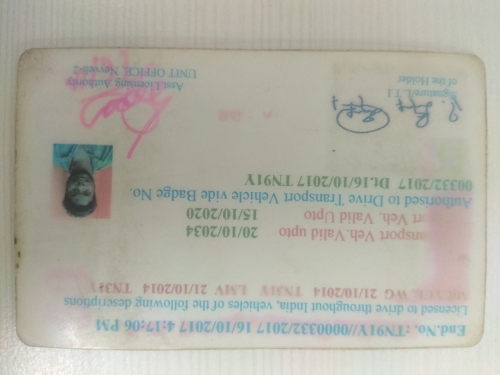 End.No. : TN91Y//0000332/2017 16/10/2017 4:17:06 PM
Licensed to drive throughout India, vehicles of the following descriptions
WG 21/10/2014 TN31V LMV 21/10/2014
Veh.Valid upto 20/10/2034
Veh. Valid Upto 15/10/2020
Authorised to Drive Transport Vehicle vide Badge No.
00332/2017 Dt.16/10/2017 TN91Y
Signature/L.T.I
of the Holder
Asst Licensing Authority
UNIT OFFICE,